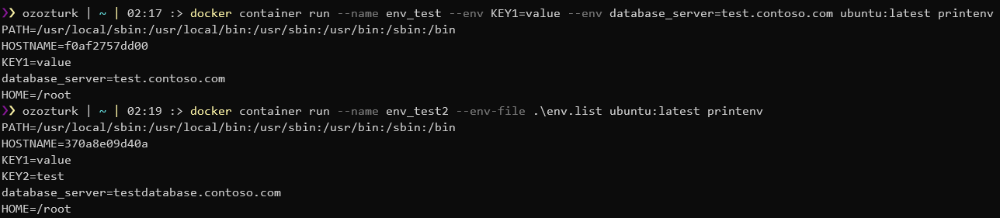 ❯❯ ozozturk | ~ | 02:17 :> docker container run --name env_test --env KEY1=value --env database_server=test.contoso.com ubuntu:latest printenv
PATH=/usr/local/sbin:/usr/local/bin:/usr/sbin:/usr/bin:/sbin:/bin
HOSTNAME=f0af2757dd00
KEY1=value
database_server=test.contoso.com
HOME=/root
❯❯ ozozturk | ~ | 02:19 :> docker container run --name env_test2 --env-file .\env.list ubuntu:latest printenv
PATH=/usr/local/sbin:/usr/local/bin:/usr/sbin:/usr/bin:/sbin:/bin
HOSTNAME=370a8e09d40a
KEY1=value
KEY2=test
database_server=testdatabase.contoso.com
HOME=/root